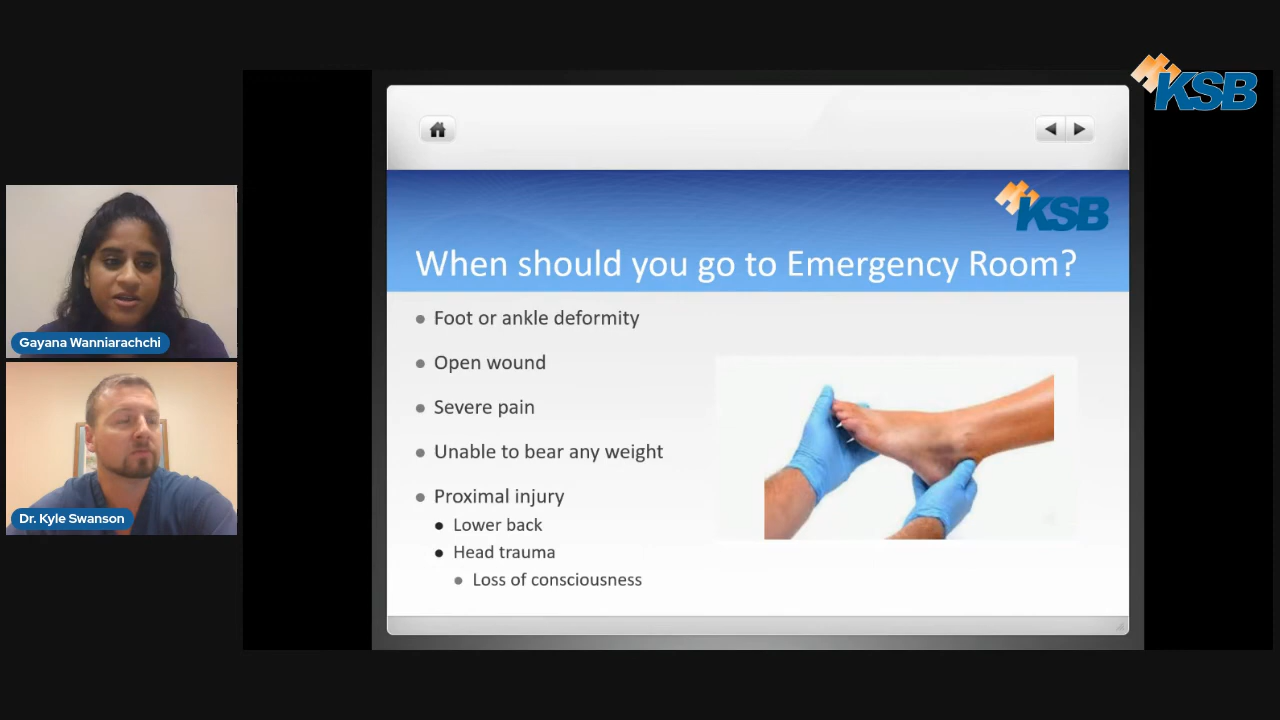 KSB
KSB
When should you go to Emergency Room?
Foot or ankle deformity
Open wound
Severe pain
Unable to bear any weight
Proximal injury
Lower back
Head trauma
Loss of consciousness
Gayana Wanniarachchi
Dr. Kyle Swanson